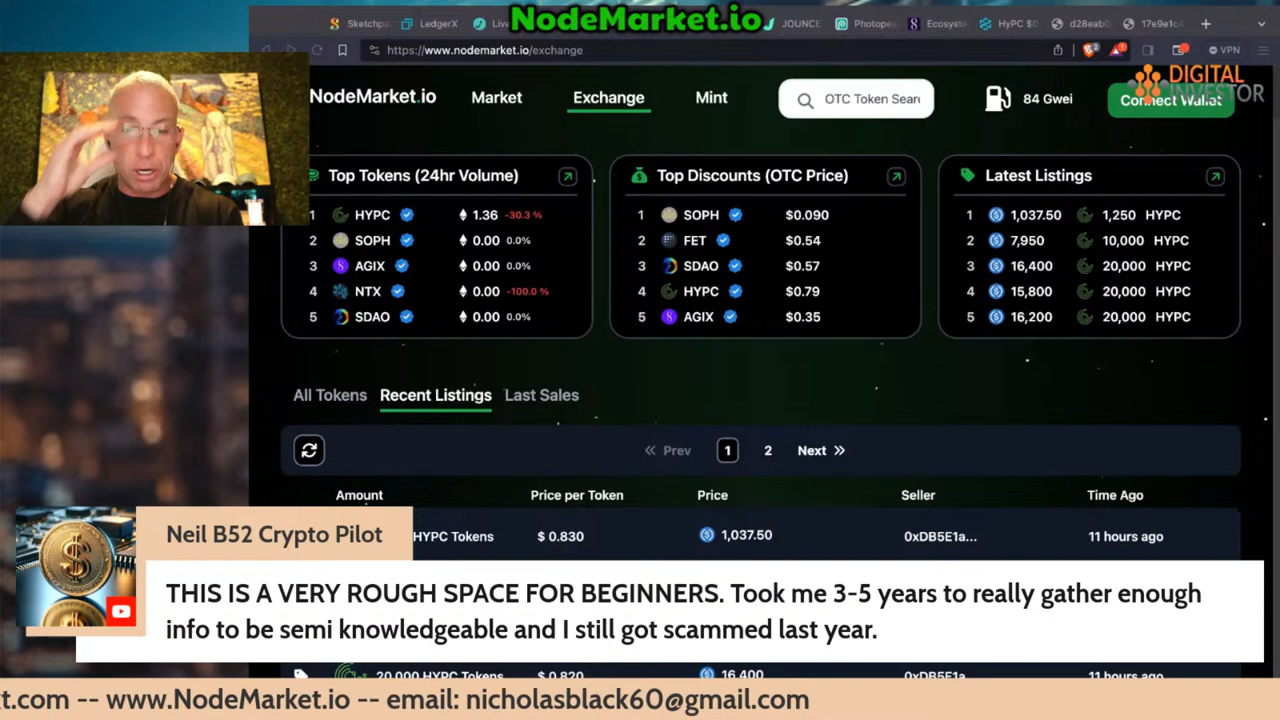 NodeMarket.io
Sketchpa
LedgerX
Live
JOUNCE
Photopea
Ecosyste
HyPC $0.
d28eab0
17e9e1c4
https://www.nodemarket.io/exchange
VPN
DIGITAL
INVESTOR
NodeMarket.io
Market
Exchange
Mint
OTC Token Searc
84 Gwei
Connect Wallet
Top Tokens (24hr Volume)
1 HYPC 1.36 -30.3 %
2 SOPH 0.00 0.0%
3 AGIX 0.00 0.0%
4 NTX 0.00 -100.0 %
5 SDAO 0.00 0.0%
Top Discounts (OTC Price)
1 SOPH $0.090
2 FET $0.54
3 SDAO $0.57
4 HYPC $0.79
5 AGIX $0.35
Latest Listings
1 1,037.50 1,250 HYPC
2 7,950 10,000 HYPC
3 16,400 20,000 HYPC
4 15,800 20,000 HYPC
5 16,200 20,000 HYPC
All Tokens Recent Listings Last Sales
Prev 1 2 Next
Amount Price per Token Price Seller Time Ago
HYPC Tokens $ 0.830 1,037.50 0xDB5E1a... 11 hours ago
Neil B52 Crypto Pilot
THIS IS A VERY ROUGH SPACE FOR BEGINNERS. Took me 3-5 years to really gather enough
info to be semi knowledgeable and I still got scammed last year.
20,000 HYPC Tokens $ 0.820 16,400 0xDB5E1a... 11 hours ago
xt.com -- www.NodeMarket.io -- email: nicholasblack60@gmail.com